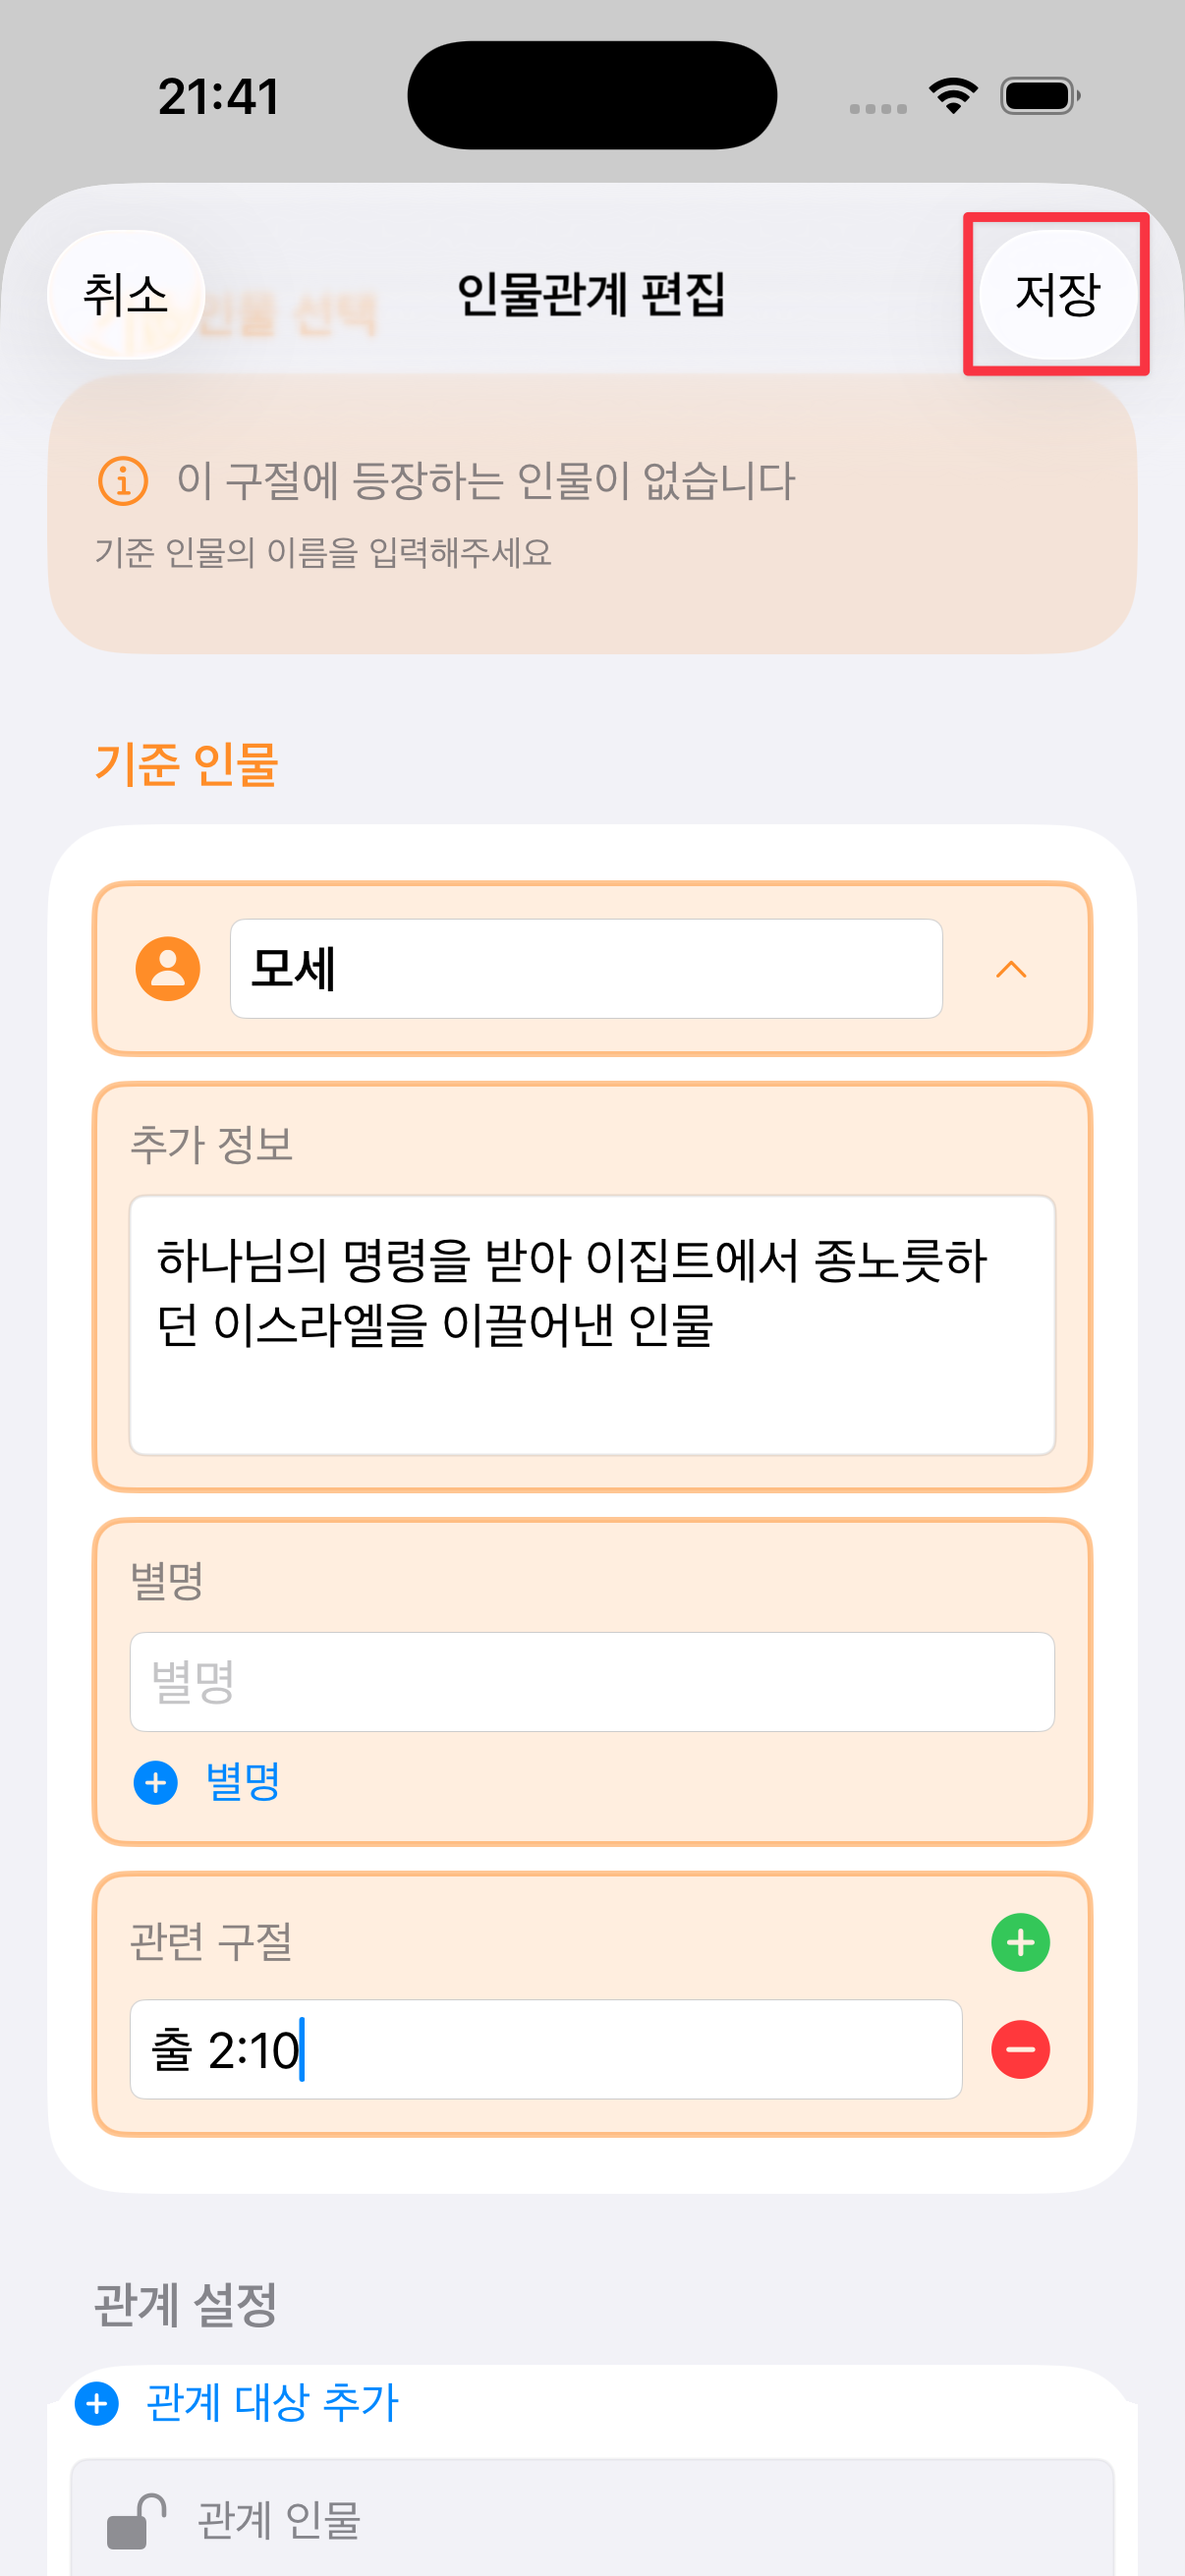 21:41
취소
인물관계 편집
저장
인물 선택
이 구절에 등장하는 인물이 없습니다
기준 인물의 이름을 입력해주세요
기준 인물
모세
추가 정보
하나님의 명령을 받아 이집트에서 종노릇하
던 이스라엘을 이끌어낸 인물
별명
별명
별명
관련 구절
출 2:10
관계 설정
관계 대상 추가
관계 인물